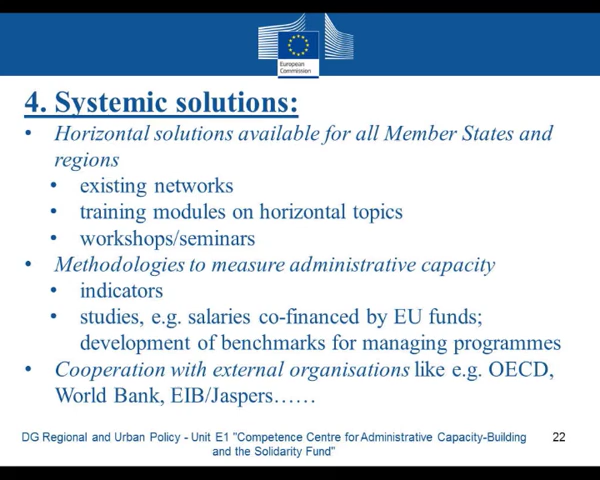 European
Commission
4. Systemic solutions:
• Horizontal solutions available for all Member States and
regions
• existing networks
• training modules on horizontal topics
• workshops/seminars
• Methodologies to measure administrative capacity
• indicators
• studies, e.g. salaries co-financed by EU funds;
development of benchmarks for managing programmes
• Cooperation with external organisations like e.g. OECD,
World Bank, EIB/Jaspers……
DG Regional and Urban Policy - Unit E1 "Competence Centre for Administrative Capacity-Building
and the Solidarity Fund"
22